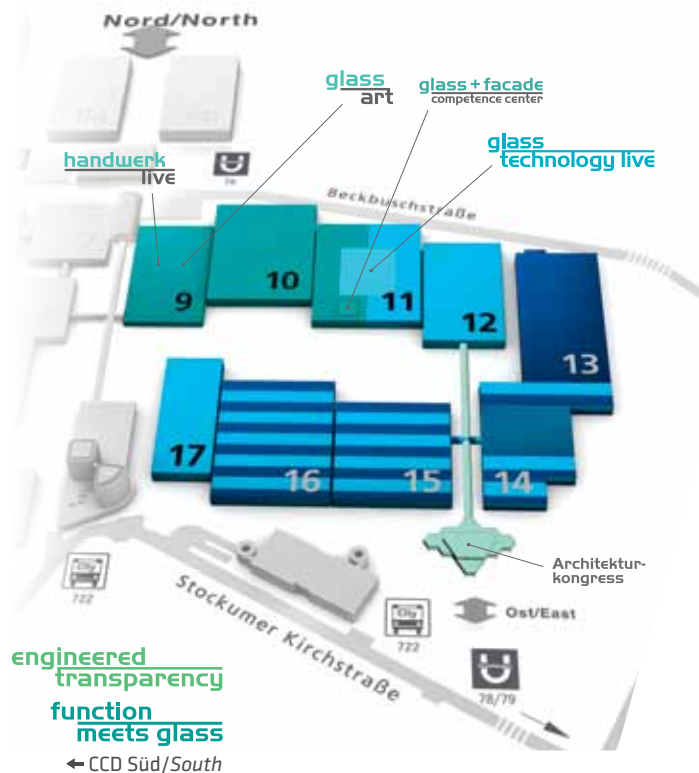 Nord/North
glass
art
glass + facade
competence center
glass
technology live
handwerk
live
Beckbuschstraße
9
10
11
12
13
17
16
15
14
722
Architektur-
kongress
Stockumer Kirchstraße
City
722
Ost/East
78/79
engineered
transparency
function
meets glass
← CCD Süd/South